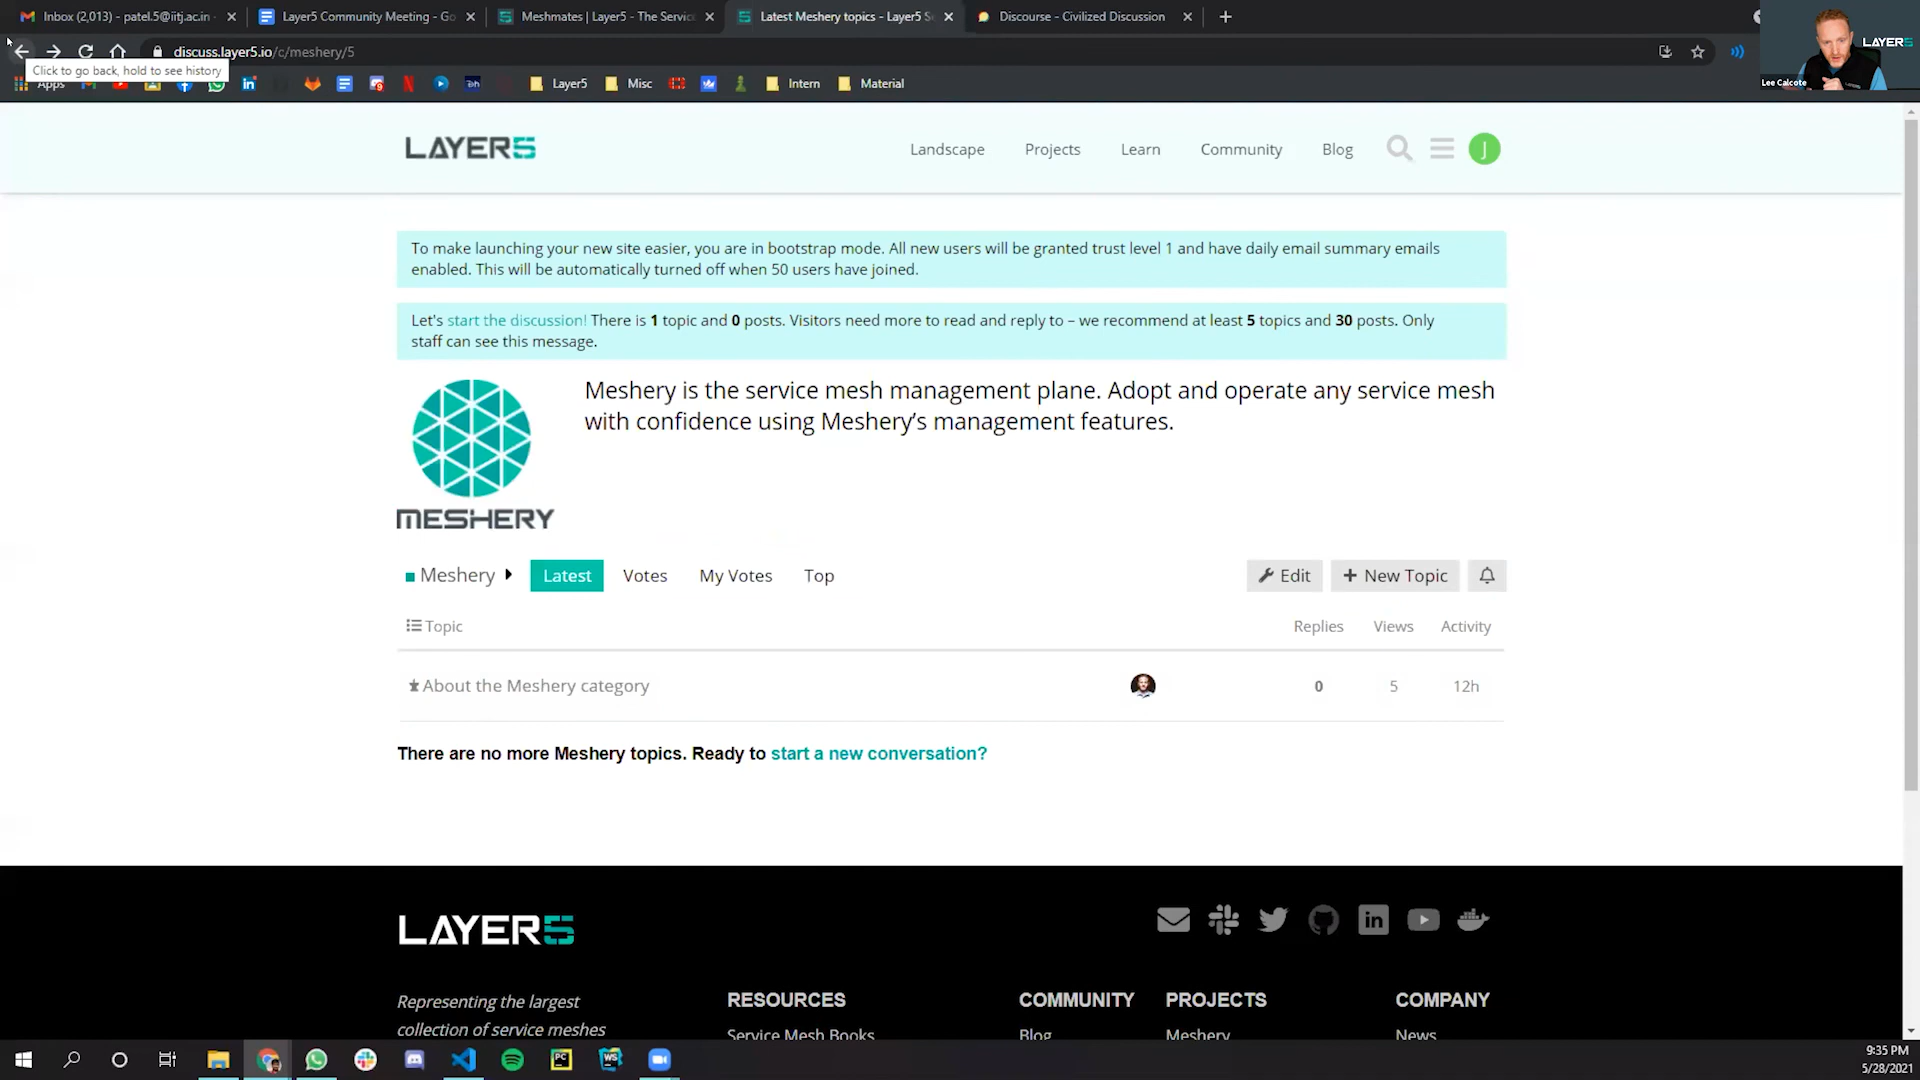 Inbox (2,013) - patel.5@iitj.ac.in
Layer5 Community Meeting - Go
Meshmates | Layer5 - The Service
Latest Meshery topics - Layer5 S
Discourse - Civilized Discussion
discuss.layer5.io/c/meshery/5
Click to go back, hold to see history
Apps
Layer5
Misc
Intern
Material
Lee Calcote
LAYER5
LAYER5
Landscape
Projects
Learn
Community
Blog
J
To make launching your new site easier, you are in bootstrap mode. All new users will be granted trust level 1 and have daily email summary emails
enabled. This will be automatically turned off when 50 users have joined.
Let's start the discussion! There is 1 topic and 0 posts. Visitors need more to read and reply to – we recommend at least 5 topics and 30 posts. Only
staff can see this message.
Meshery is the service mesh management plane. Adopt and operate any service mesh
with confidence using Meshery’s management features.
MESHERY
Meshery
Latest
Votes
My Votes
Top
Edit
+ New Topic
Topic
Replies
Views
Activity
About the Meshery category
0
5
12h
There are no more Meshery topics. Ready to start a new conversation?
LAYER5
Representing the largest
collection of service meshes
RESOURCES
Service Mesh Books
COMMUNITY
Blog
PROJECTS
Meshery
COMPANY
News
9:35 PM
5/28/2021